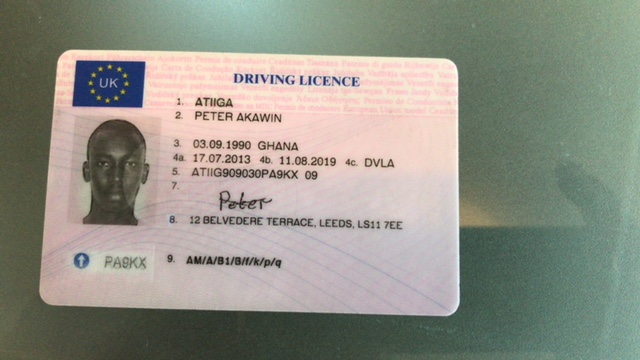 UK
DRIVING LICENCE
1. ATIIGA
2. PETER AKAWIN
3. 03.09.1990 GHANA
4a. 17.07.2013 4b. 11.08.2019 4c. DVLA
5. ATIIG909030PA9KX 09
7.
Peter
8. 12 BELVEDERE TERRACE, LEEDS, LS11 7EE
PA9KX
9. AM/A/B1/B/f/k/p/q